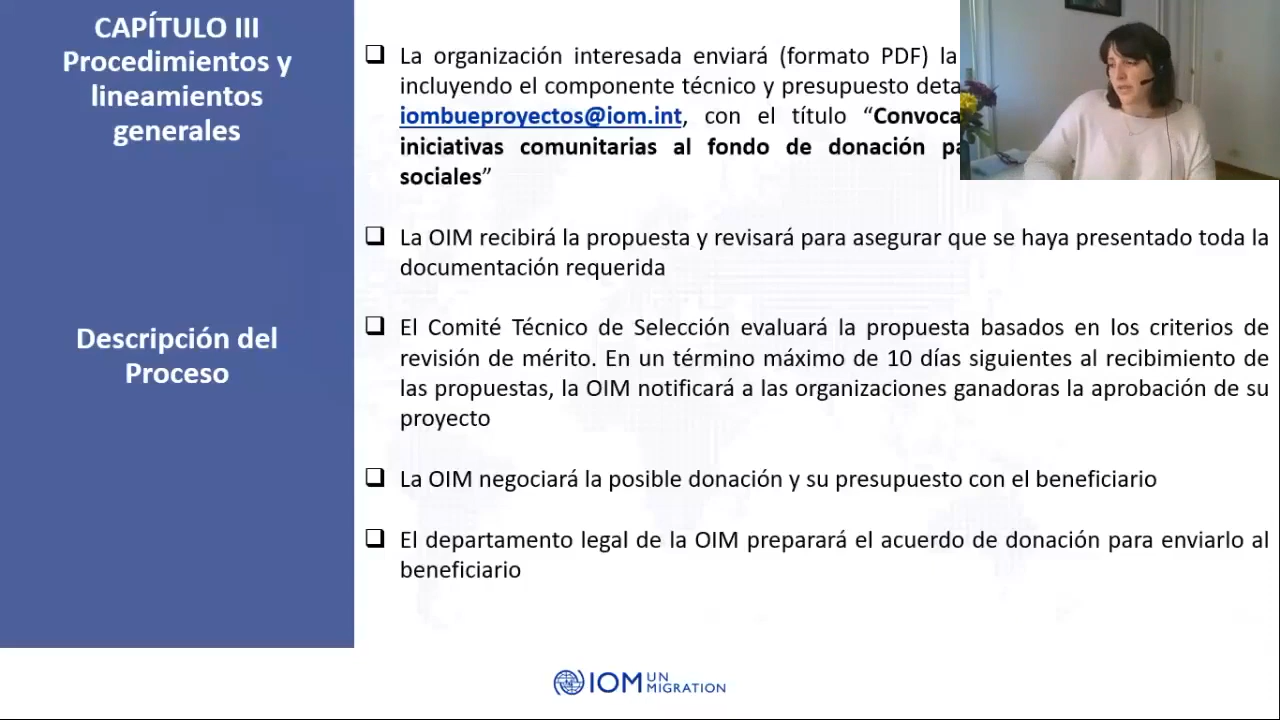 CAPÍTULO III
Procedimientos y
lineamientos
generales
Descripción del
Proceso
La organización interesada enviará (formato PDF) la
incluyendo el componente técnico y presupuesto
iombueproyectos@iom.int, con el título “
iniciativas comunitarias al fondo de donación
sociales”
La OIM recibirá la propuesta y revisará para asegurar que se haya presentado toda la
documentación requerida
El Comité Técnico de Selección evaluará la propuesta basados en los criterios de
revisión de mérito. En un término máximo de 10 días siguientes al recibimiento de
las propuestas, la OIM notificará a las organizaciones ganadoras la aprobación de su
proyecto
La OIM negociará la posible donación y su presupuesto con el beneficiario
El departamento legal de la OIM preparará el acuerdo de donación para enviarlo al
beneficiario
IOM UN
MIGRATION